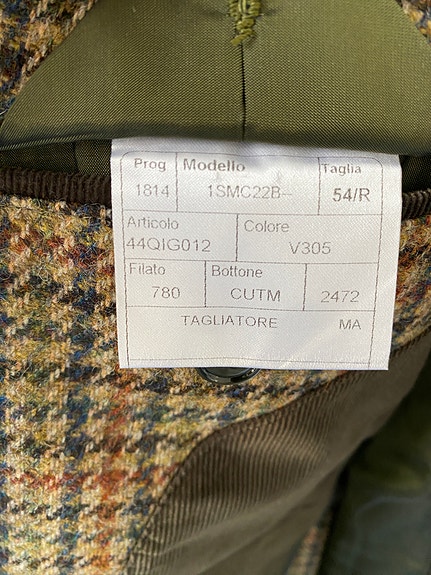 Prog Modello Taglia
1814 1SMC22B-- 54/R
Articolo Colore
44QIG012 V305
Filato Bottone
780 CUTM 2472
TAGLIATORE MA